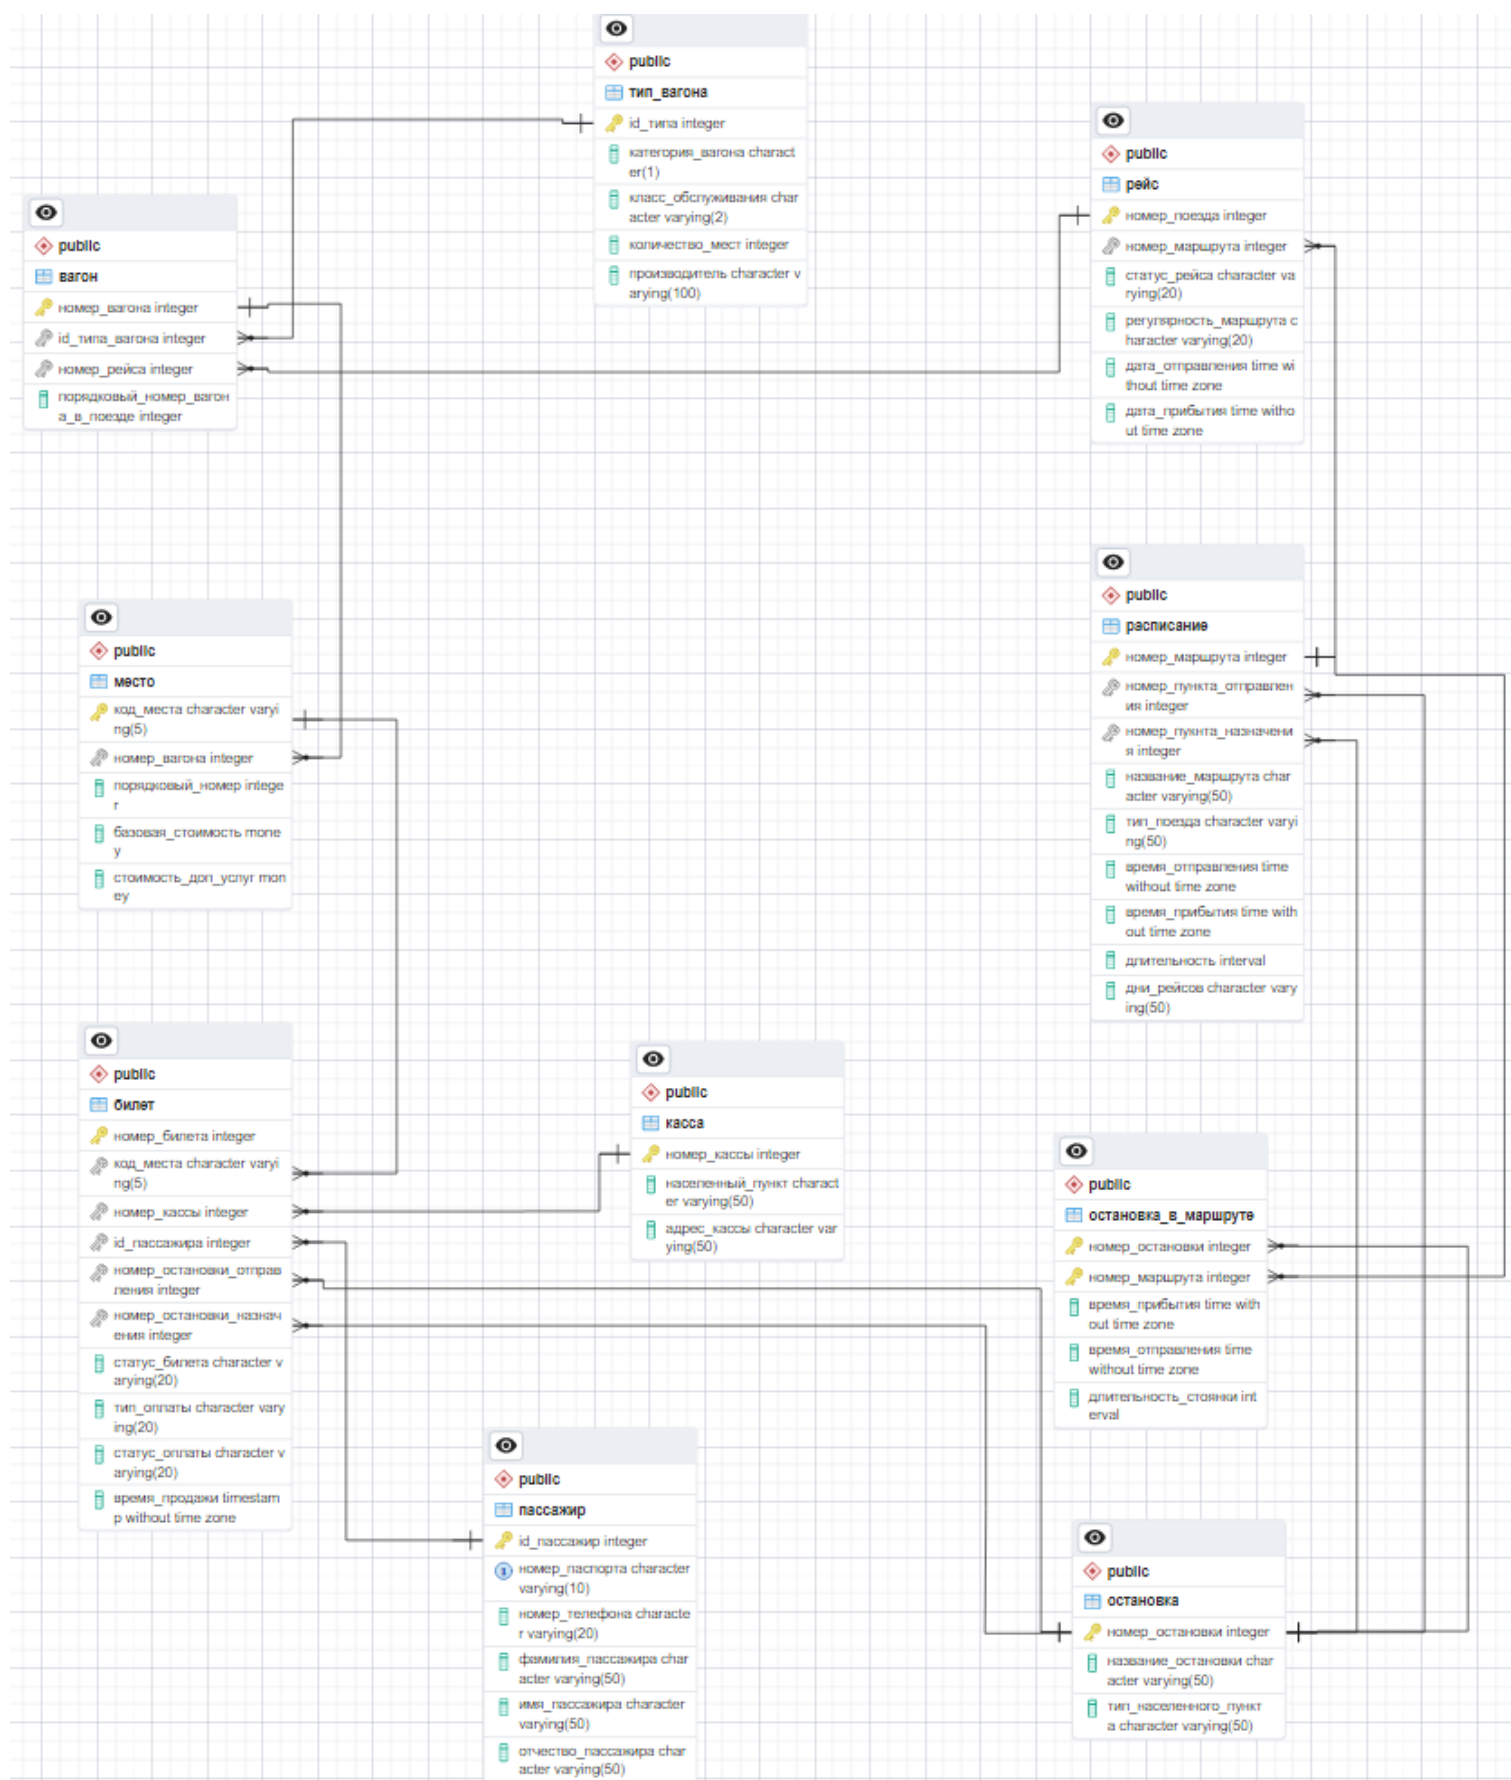 public
тип_вагона
id_типа integer
категория_вагона charact
er(1)
класс_обслуживания char
acter varying(2)
количество_мест integer
производитель character v
arying(100)
public
рейс
номер_поезда integer
номер_маршрута integer
статус_рейса character va
rying(20)
регулярность_маршрута c
haracter varying(20)
дата_отправления time wi
thout time zone
дата_прибытия time witho
ut time zone
public
вагон
номер_вагона integer
id_типа_вагона integer
номер_рейса integer
порядковый_номер_вагон
а_в_поезде integer
public
расписание
номер_маршрута integer
номер_пункта_отправлен
ия integer
номер_пукнта_назначени
я integer
название_маршрута char
acter varying(50)
тип_поезда character varyi
ng(50)
время_отправления time
without time zone
время_прибытия time with
out time zone
длительность interval
дни_рейсов character vary
ing(50)
public
место
код_места character varyi
ng(5)
номер_вагона integer
порядковый_номер intege
r
базовая_стоимость mone
y
стоимость_доп_услуг mon
ey
public
билет
номер_билета integer
код_места character varyi
ng(5)
номер_кассы integer
id_пассажира integer
номер_остановки_отправ
ления integer
номер_остановки_назнач
ения integer
статус_билета character v
arying(20)
тип_оплаты character vary
ing(20)
статус_оплаты character v
arying(20)
время_продажи timestam
p without time zone
public
касса
номер_кассы integer
населенный_пункт charact
er varying(50)
адрес_кассы character var
ying(50)
public
остановка_в_маршруте
номер_остановки integer
номер_маршрута integer
время_прибытия time with
out time zone
время_отправления time
without time zone
длительность_стоянки int
erval
public
пассажир
id_пассажир integer
1
номер_паспорта character
varying(10)
номер_телефона characte
r varying(20)
фамилия_пассажира char
acter varying(50)
имя_пассажира character
varying(50)
отчество_пассажира char
acter varying(50)
public
остановка
номер_остановки integer
название_остановки char
acter varying(50)
тип_населенного_пункт
а character varying(50)